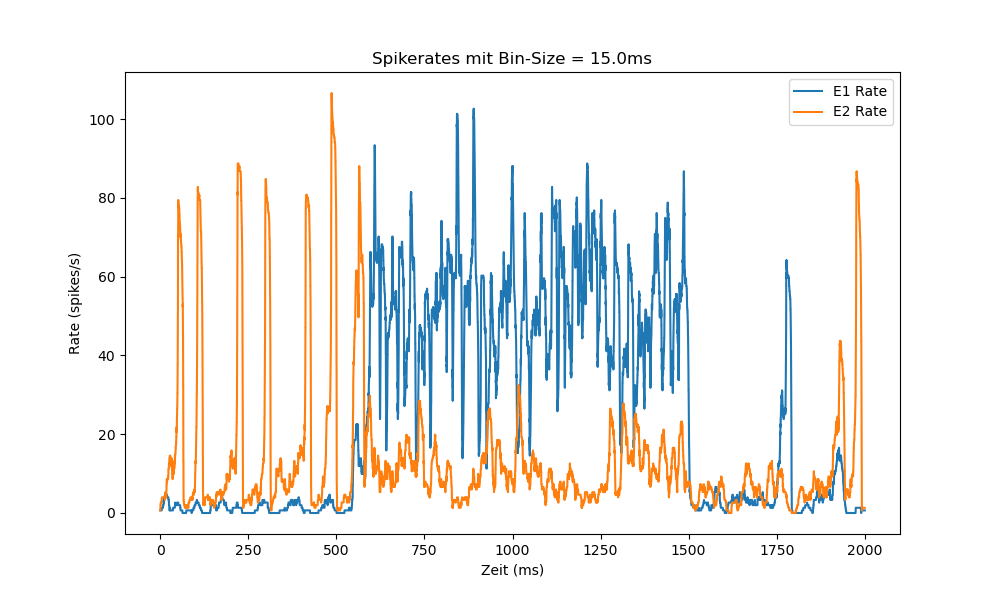 Spikerates mit Bin-Size = 15.0ms
E1 Rate
E2 Rate
Rate (spikes/s)
100
80
60
40
20
0
0 250 500 750 1000 1250 1500 1750 2000
Zeit (ms)